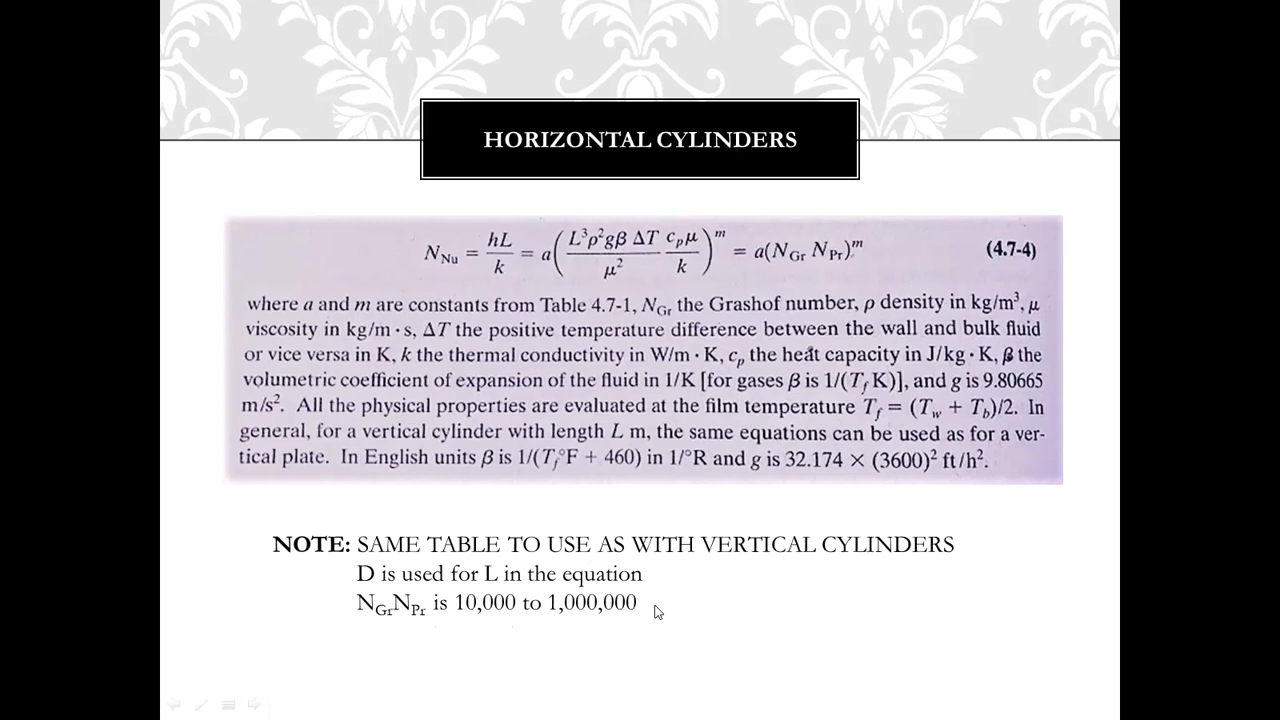 HORIZONTAL CYLINDERS
N_Nu = hL/k = a(L³ρ²gβ ΔT/μ² c_pμ/k)^m = a(N_Gr N_Pr)^m (4.7-4)
where a and m are constants from Table 4.7-1, N_Gr the Grashof number, ρ density in kg/m³, μ
viscosity in kg/m · s, ΔT the positive temperature difference between the wall and bulk fluid
or vice versa in K, k the thermal conductivity in W/m · K, c_p the heat capacity in J/kg · K, β the
volumetric coefficient of expansion of the fluid in 1/K [for gases β is 1/(T_f K)], and g is 9.80665
m/s². All the physical properties are evaluated at the film temperature T_f = (T_w + T_b)/2. In
general, for a vertical cylinder with length L m, the same equations can be used as for a ver-
tical plate. In English units β is 1/(T_f°F + 460) in 1/°R and g is 32.174 × (3600)² ft/h².
NOTE: SAME TABLE TO USE AS WITH VERTICAL CYLINDERS
D is used for L in the equation
N_GrN_Pr is 10,000 to 1,000,000